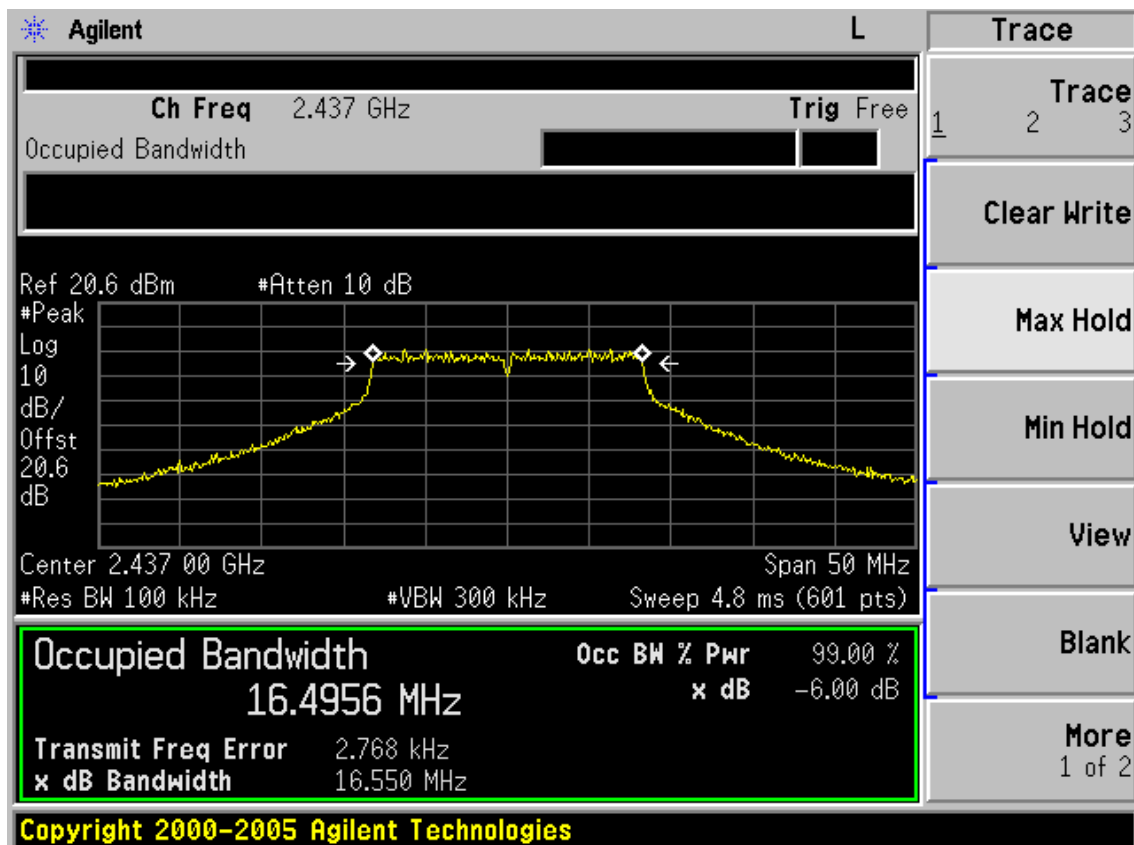 Agilent L
Trace
Ch Freq 2.437 GHz Trig Free
Occupied Bandwidth
Trace
1 2 3
Clear Write
Max Hold
Min Hold
View
Blank
More
1 of 2
Ref 20.6 dBm #Atten 10 dB
#Peak
Log
10
dB/
Offst
20.6
dB
Center 2.437 00 GHz Span 50 MHz
#Res BW 100 kHz #VBW 300 kHz Sweep 4.8 ms (601 pts)
Occupied Bandwidth Occ BW % Pwr 99.00 %
16.4956 MHz x dB -6.00 dB
Transmit Freq Error 2.768 kHz
x dB Bandwidth 16.550 MHz
Copyright 2000-2005 Agilent Technologies